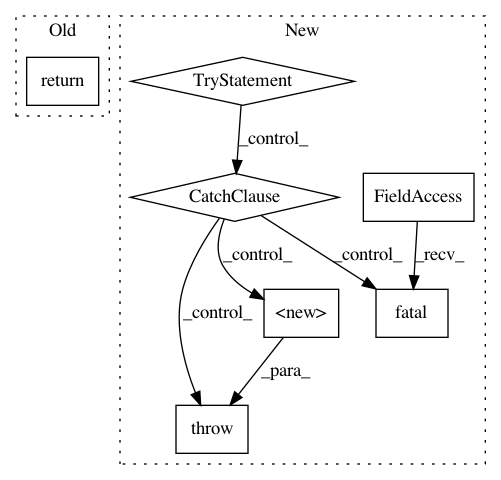 Old
New
return
TryStatement
_control_
CatchClause
FieldAccess
_control_
_control_
_recv_
_control_
<new>
fatal
_para_
throw